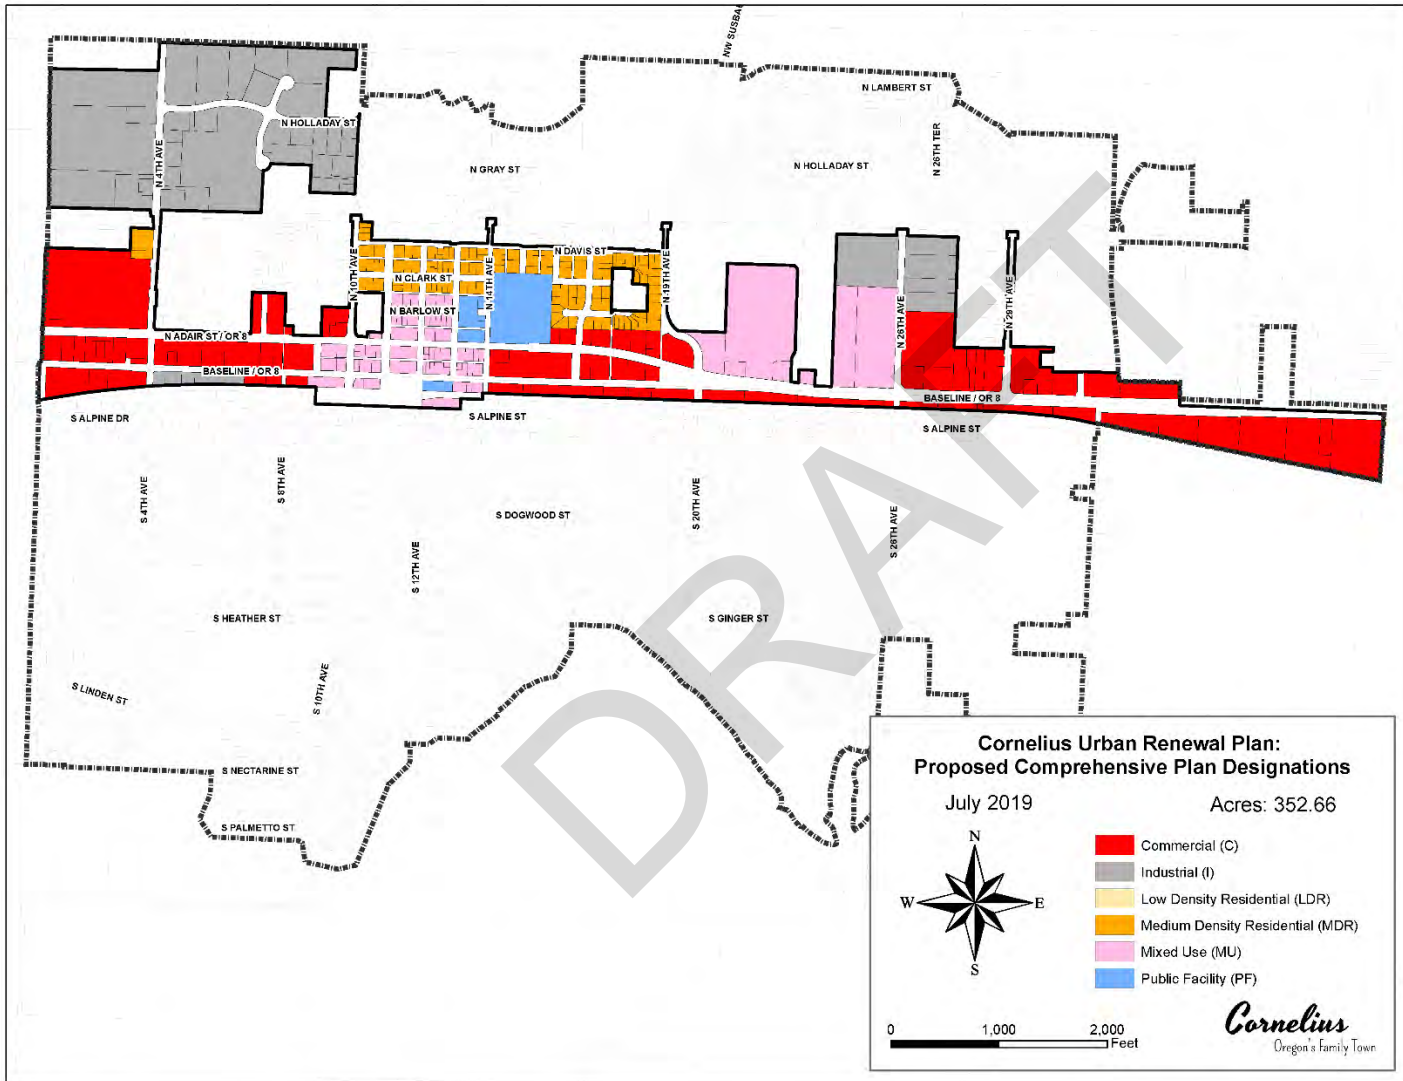 NW SUSBA
N LAMBERT ST
N HOLLADAY ST
N 4TH AVE
N GRAY ST
N HOLLADAY ST
N 26TH TER
N DAVIS ST
N 10TH AVE
N CLARK ST
N 14TH AVE
N 19TH AVE
N BARLOW ST
N 26TH AVE
N 29TH AVE
N ADAIR ST / OR 8
BASELINE / OR 8
BASELINE / OR 8
S ALPINE DR
S ALPINE ST
S ALPINE ST
S 4TH AVE
S 8TH AVE
S 12TH AVE
S DOGWOOD ST
S 20TH AVE
S 26TH AVE
S HEATHER ST
S GINGER ST
S LINDEN ST
S 10TH AVE
S NECTARINE ST
S PALMETTO ST
DRAFT
Cornelius Urban Renewal Plan:
Proposed Comprehensive Plan Designations
July 2019 Acres: 352.66
N
W E
S
Commercial (C)
Industrial (I)
Low Density Residential (LDR)
Medium Density Residential (MDR)
Mixed Use (MU)
Public Facility (PF)
0 1,000 2,000
Feet
Cornelius
Oregon's Family Town